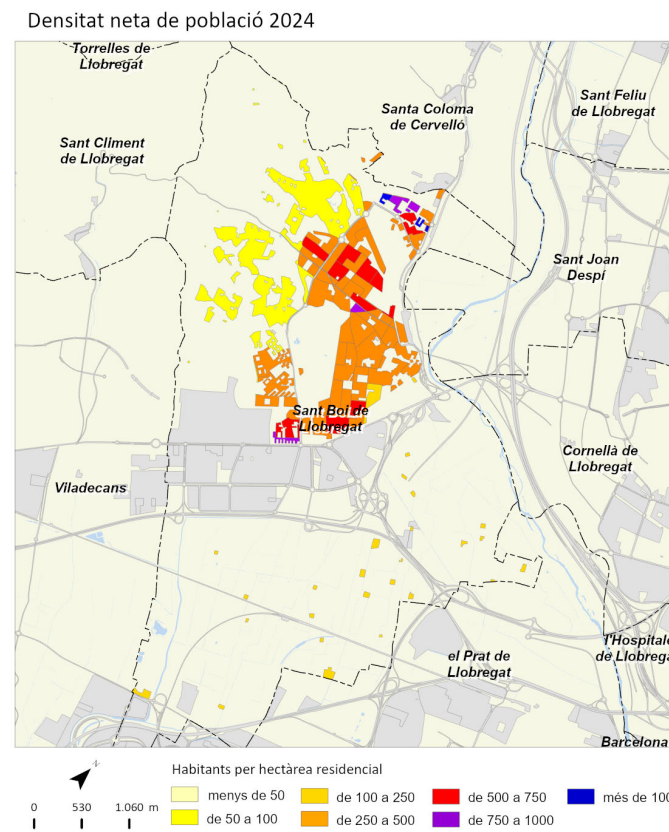 Densitat neta de població 2024
Torrelles de
Llobregat
Sant Feliu
de Llobregat
Santa Coloma
de Cervelló
Sant Climent
de Llobregat
Sant Joan
Despí
Sant Boi de
Llobregat
Cornellà de
Llobregat
Viladecans
l'Hospitale
de Llobrega
el Prat de
Llobregat
Barcelona
N
Habitants per hectàrea residencial
menys de 50
de 100 a 250
de 500 a 750
més de 100
de 50 a 100
de 250 a 500
de 750 a 1000
0 530 1.060 m